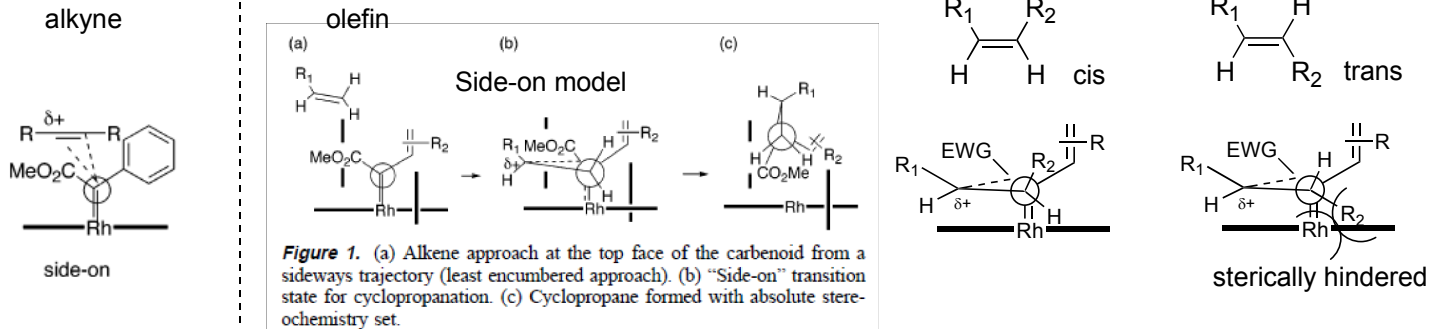 alkyne
δ+
R R
MeO₂C
Rh
side-on
olefin
(a) (b) (c)
Side-on model
R₁ H
H H
MeO₂C
R₂
Rh
R₁ MeO₂C H
δ+
R₂
H
H
Rh
H R₁
H H
R₂
CO₂Me
Rh
Figure 1. (a) Alkene approach at the top face of the carbenoid from a
sideways trajectory (least encumbered approach). (b) “Side-on” transition
state for cyclopropanation. (c) Cyclopropane formed with absolute stere-
ochemistry set.
R₁ R₂
H H
cis
EWG
R
R₁ R₂
H δ+
H
Rh
R₁ H
H R₂
trans
EWG
R
R₁ H
H δ+
R₂
Rh
sterically hindered